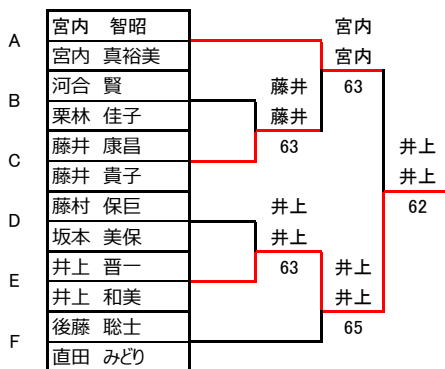 A
宮内 智昭
宮内 真裕美
B
河合 賢
栗林 佳子
C
藤井 康昌
藤井 貴子
D
藤村 保巨
坂本 美保
E
井上 晋一
井上 和美
F
後藤 聡士
直田 みどり
藤井
藤井
63
井上
井上
63
宮内
宮内
63
井上
井上
65
井上
井上
62